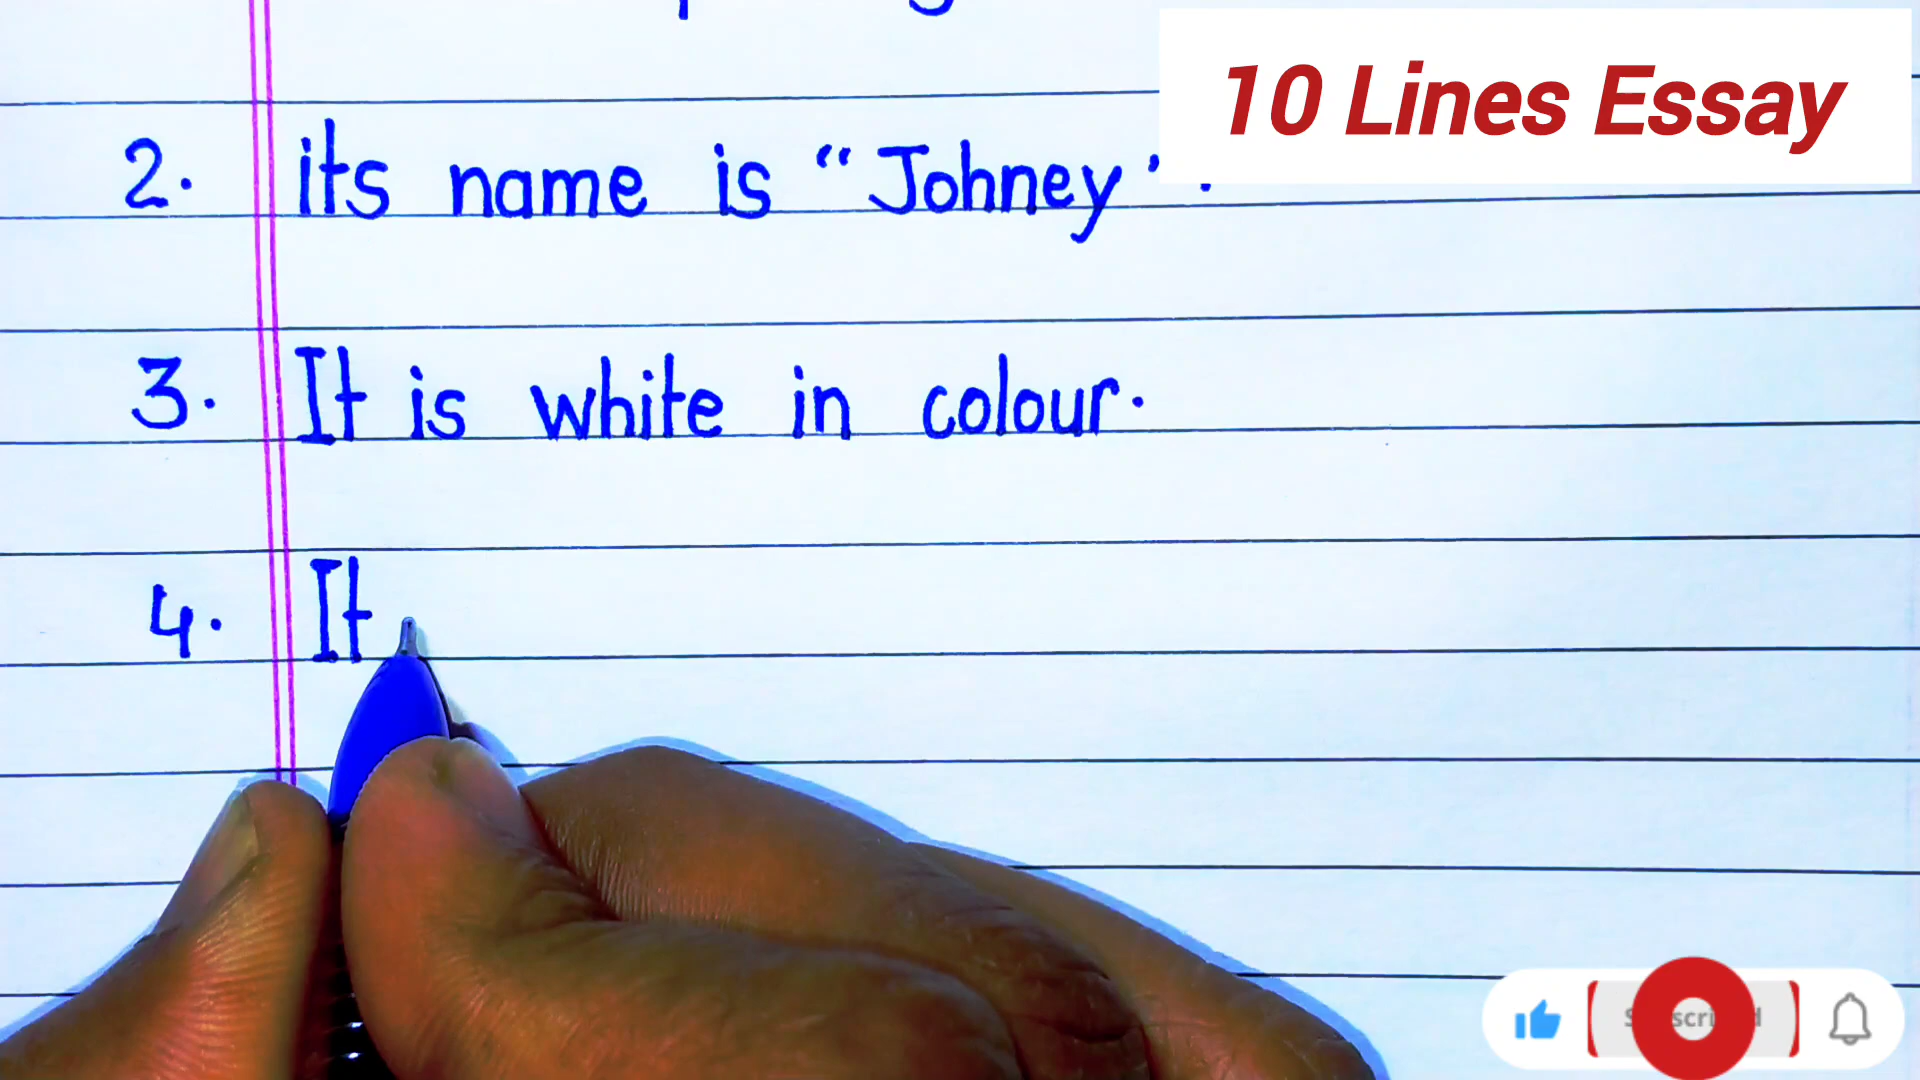 10 Lines Essay
2. its name is "Johney".
3. It is white in colour.
4. It